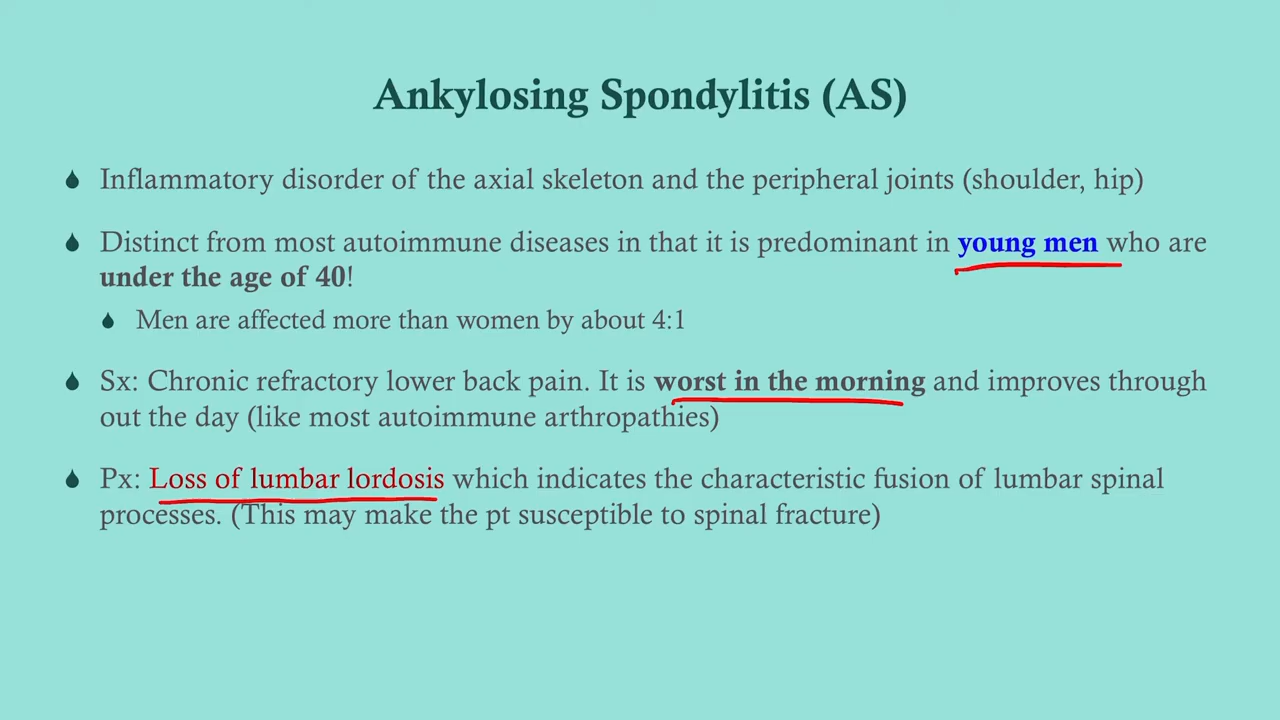 Ankylosing Spondylitis (AS)
Inflammatory disorder of the axial skeleton and the peripheral joints (shoulder, hip)
Distinct from most autoimmune diseases in that it is predominant in young men who are
under the age of 40!
Men are affected more than women by about 4:1
Sx: Chronic refractory lower back pain. It is worst in the morning and improves through
out the day (like most autoimmune arthropathies)
Px: Loss of lumbar lordosis which indicates the characteristic fusion of lumbar spinal
processes. (This may make the pt susceptible to spinal fracture)